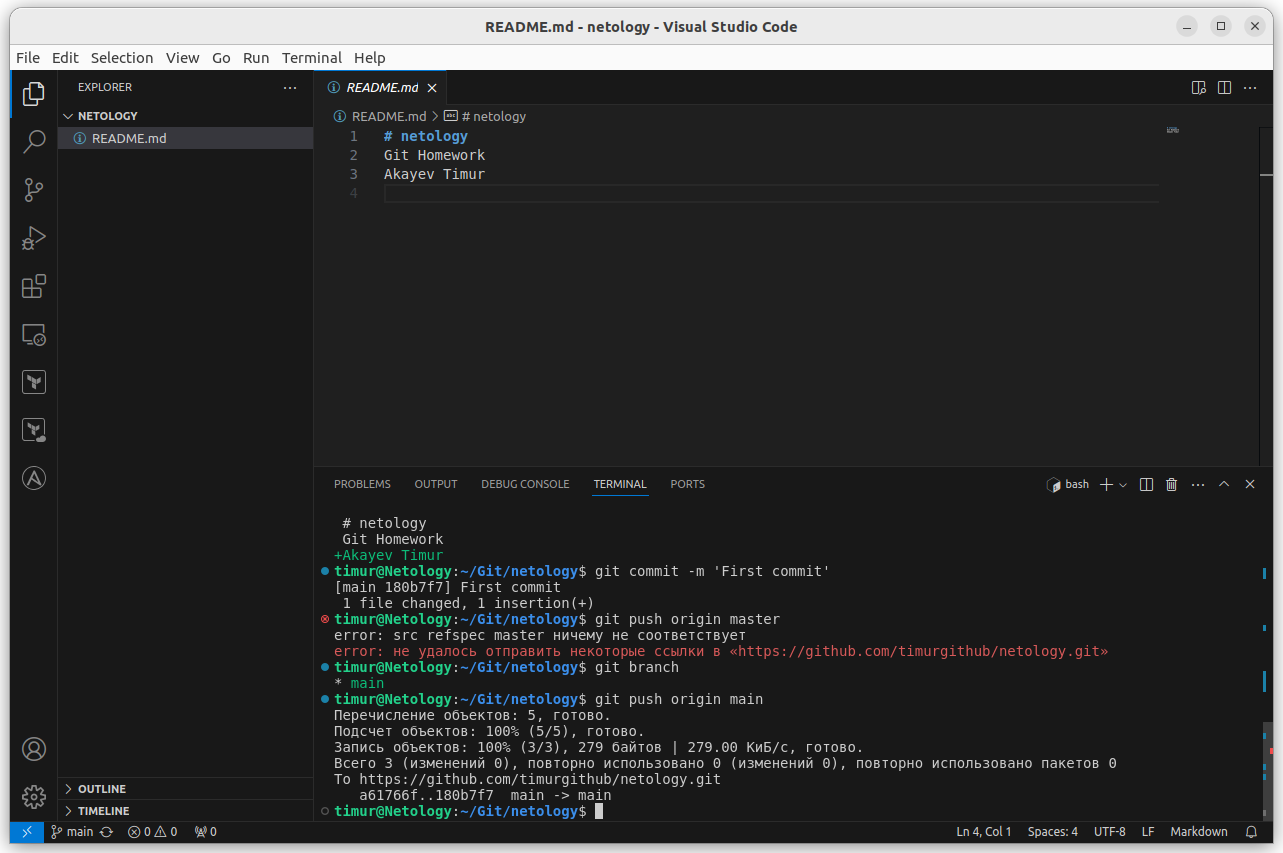 README.md - netology - Visual Studio Code
File Edit Selection View Go Run Terminal Help
EXPLORER
NETOLOGY
README.md
README.md
README.md > # netology
1 # netology
2 Git Homework
3 Akayev Timur
4
PROBLEMS OUTPUT DEBUG CONSOLE TERMINAL PORTS
bash
# netology
Git Homework
+Akayev Timur
timur@Netology:~/Git/netology$ git commit -m 'First commit'
[main 180b7f7] First commit
1 file changed, 1 insertion(+)
timur@Netology:~/Git/netology$ git push origin master
error: src refspec master ничему не соответствует
error: не удалось отправить некоторые ссылки в «https://github.com/timurgithub/netology.git»
timur@Netology:~/Git/netology$ git branch
* main
timur@Netology:~/Git/netology$ git push origin main
Перечисление объектов: 5, готово.
Подсчет объектов: 100% (5/5), готово.
Запись объектов: 100% (3/3), 279 байтов | 279.00 КиБ/с, готово.
Всего 3 (изменений 0), повторно использовано 0 (изменений 0), повторно использовано пакетов 0
To https://github.com/timurgithub/netology.git
a61766f..180b7f7  main -> main
timur@Netology:~/Git/netology$
OUTLINE
TIMELINE
main 0 0 0 Ln 4, Col 1 Spaces: 4 UTF-8 LF Markdown